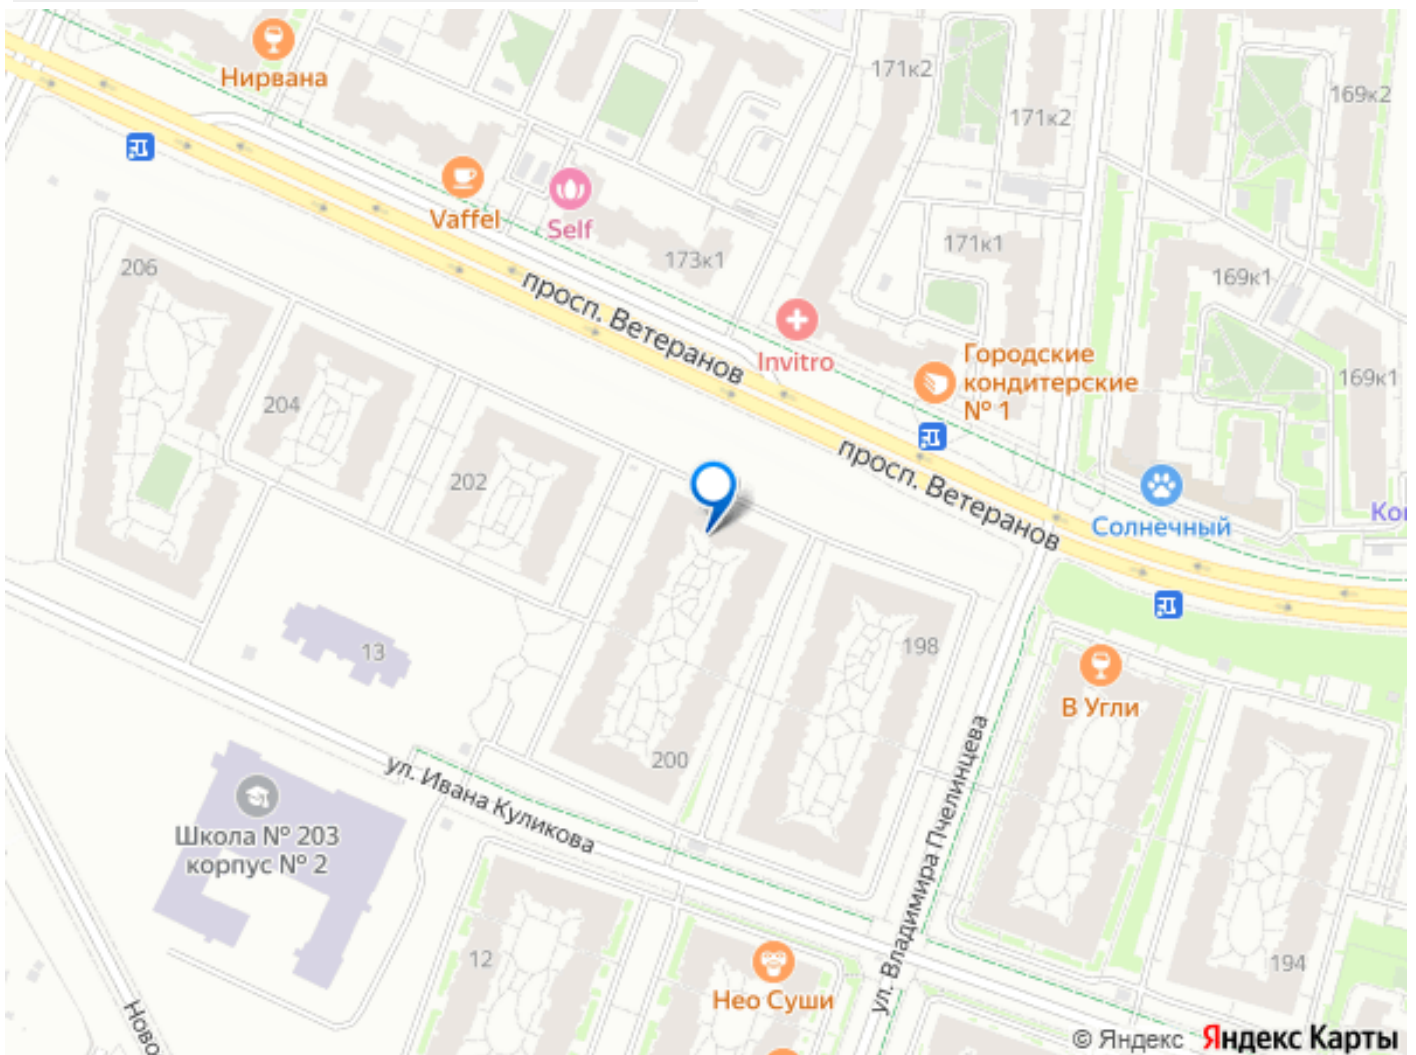 Нирвана
171к2
169к2
171к2
Vaffel
Self
173к1
171к1
206
169к1
просп. Ветеранов
Invitro
Городские
кондитерские
№ 1
169к1
204
202
просп. Ветеранов
Солнечный
13
198
В Угли
200
ул. Ивана Куликова
ул. Владимира Пчелинцева
Школа № 203
корпус № 2
12
Нео Суши
194
© Яндекс Яндекс Карты